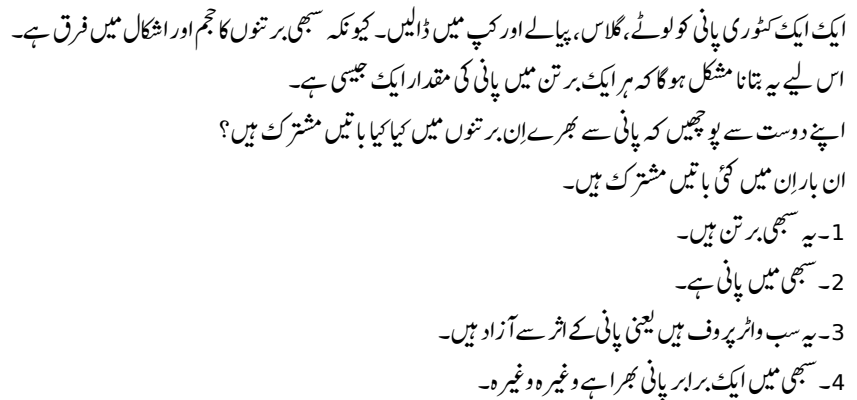 ایک ایک کٹوری پانی کو لوٹے، گلاس، پیالے اور کپ میں ڈالیں۔ کیونکہ سبھی برتنوں کا حجم اور اشکال میں فرق ہے۔
اس لیے یہ بتانا مشکل ہوگا کہ ہر ایک برتن میں پانی کی مقدار ایک جیسی ہے۔
اپنے دوست سے پوچھیں کہ پانی سے بھرے اِن برتنوں میں کیا کیا باتیں مشترک ہیں؟
ان بار اِن میں کئی باتیں مشترک ہیں۔
1۔ یہ سبھی برتن ہیں۔
2۔ سبھی میں پانی ہے۔
3۔ یہ سب واٹر پروف ہیں یعنی پانی کے اثر سے آزاد ہیں۔
4۔ سبھی میں ایک برابر پانی بھرا ہے وغیرہ وغیرہ۔